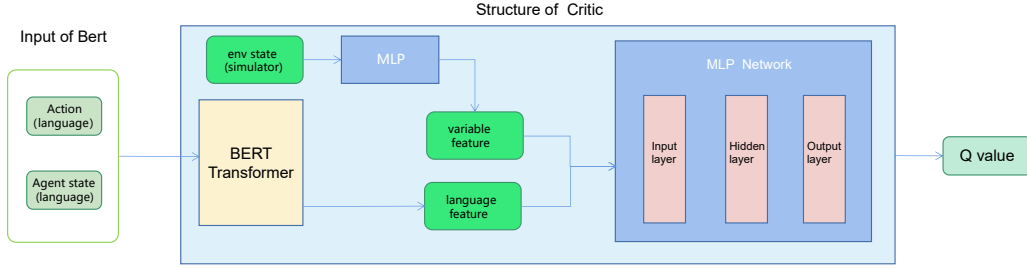 Structure of Critic
Input of Bert
Action
(language)
Agent state
(language)
env state
(simulator)
MLP
BERT
Transformer
variable
feature
language
feature
MLP Network
Input
layer
Hidden
layer
Output
layer
Q value